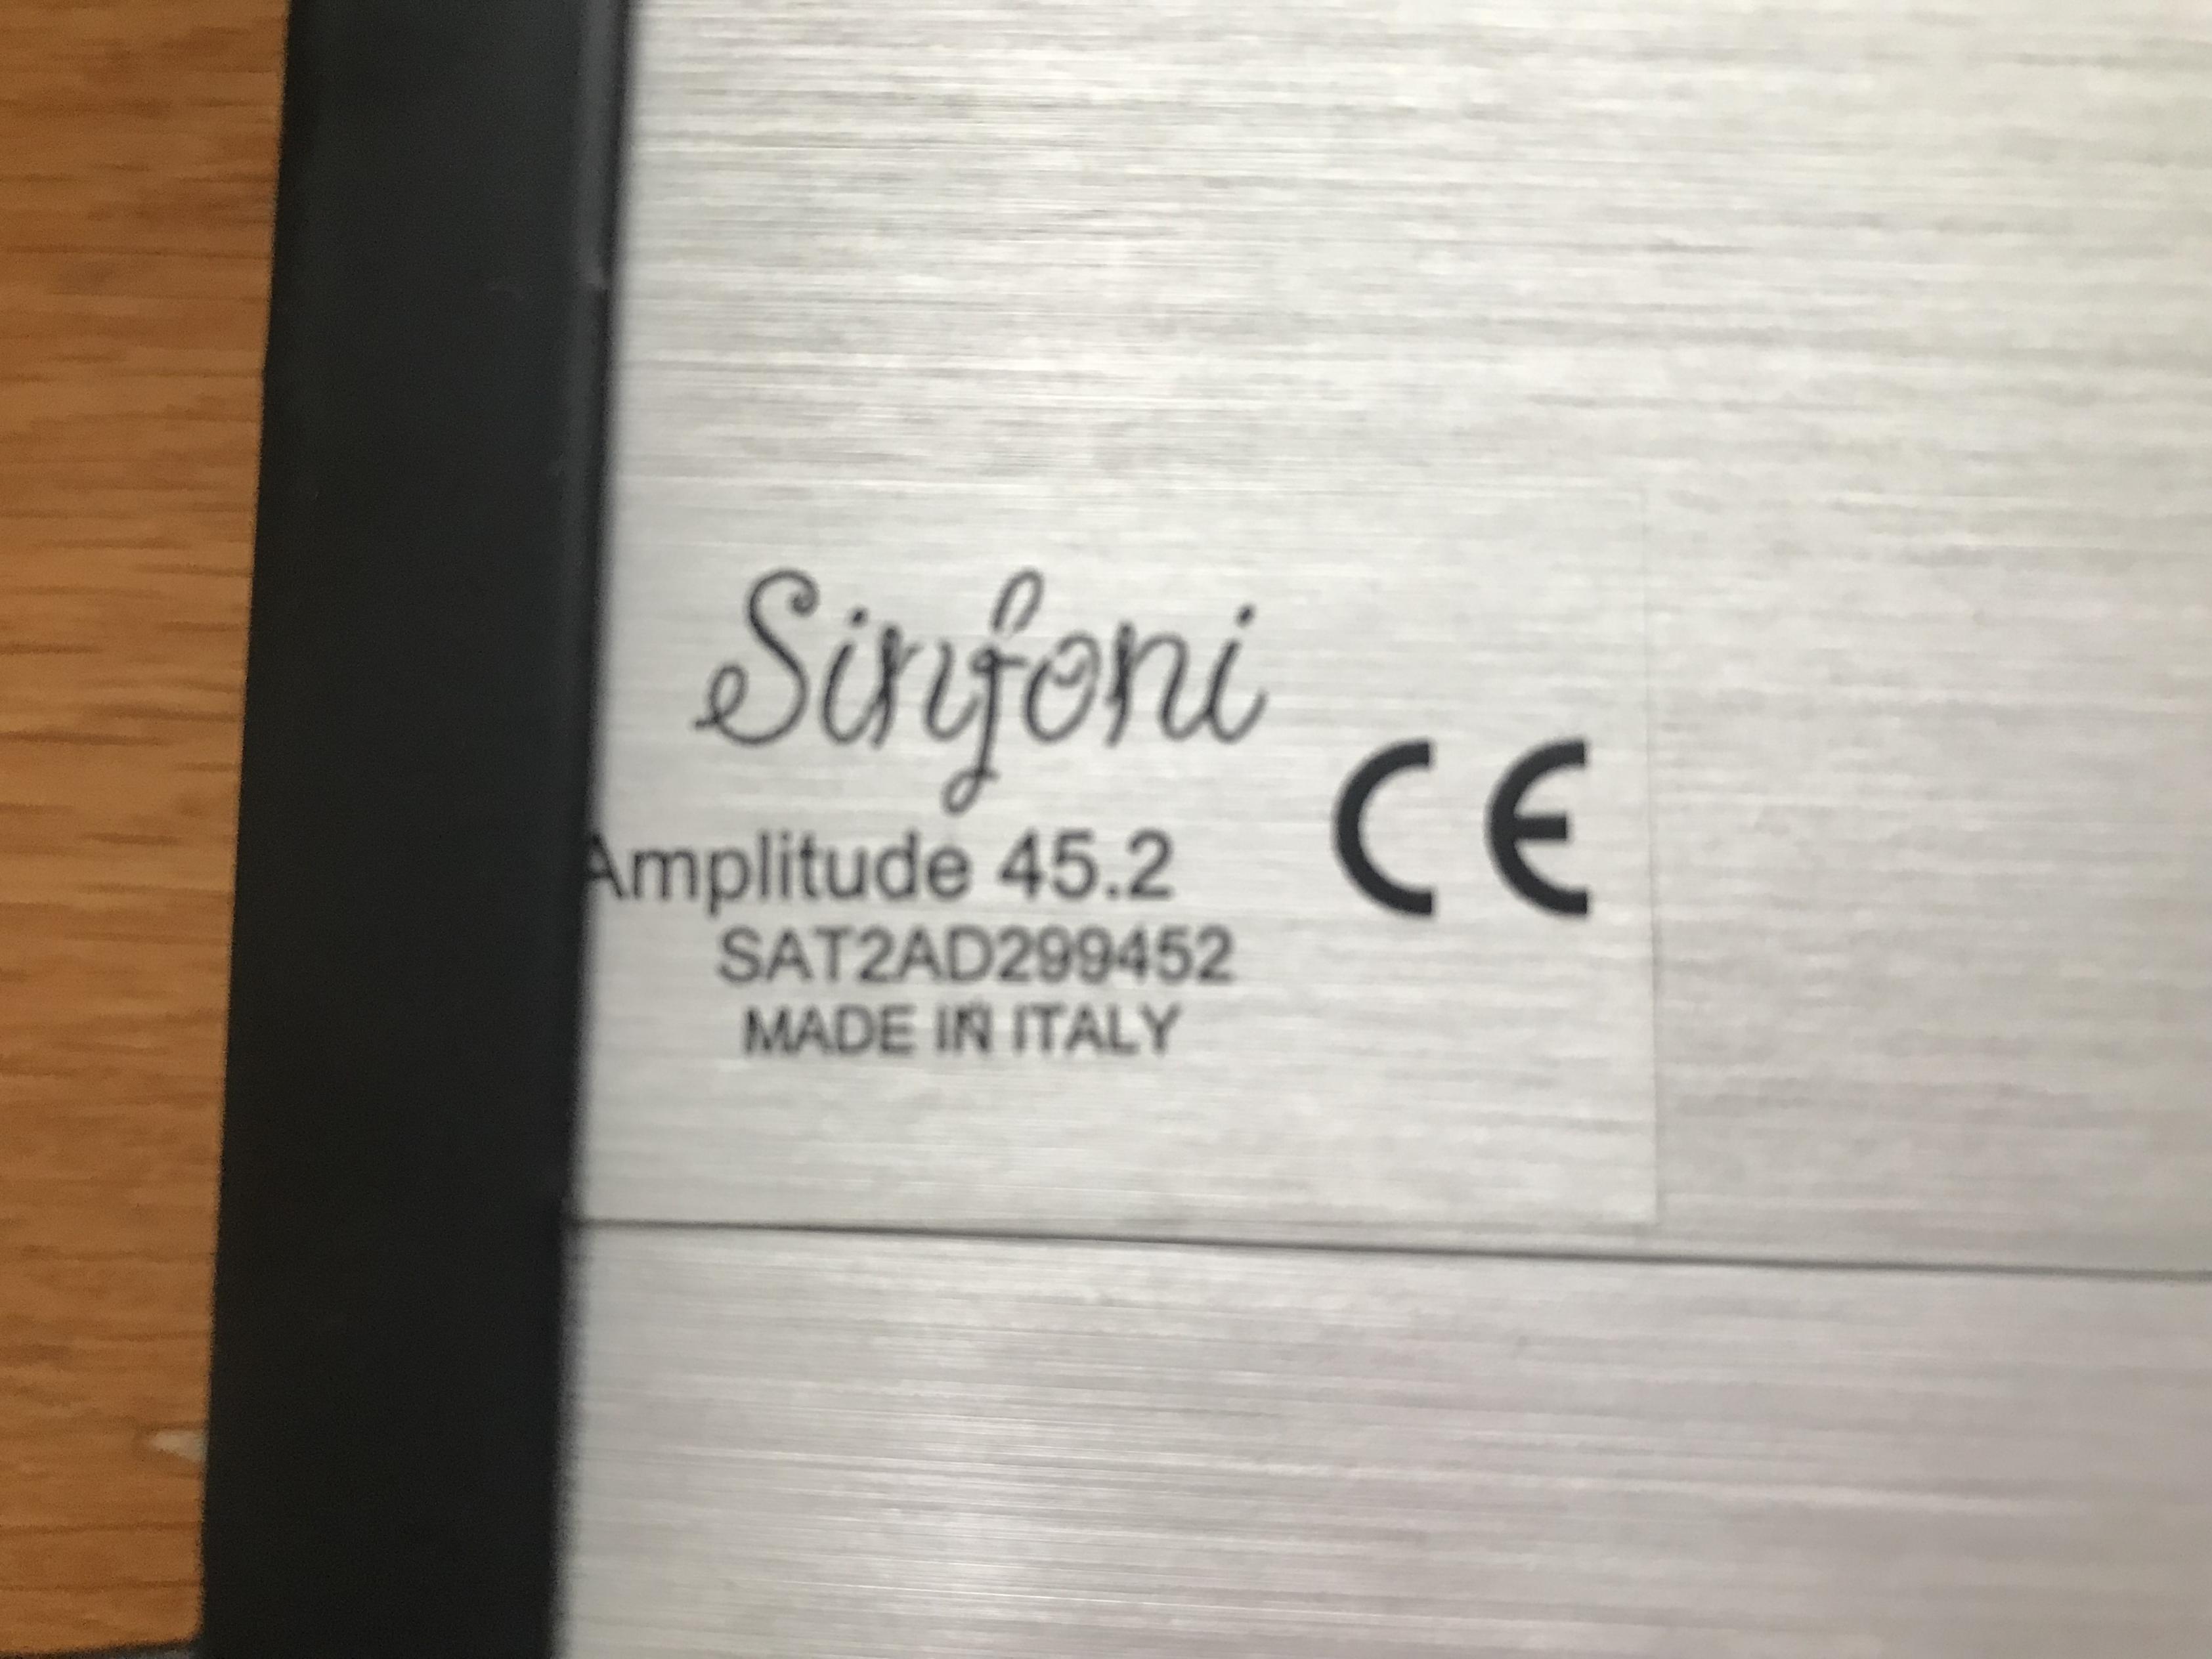 Sinfoni
CE
Amplitude 45.2
SAT2AD299452
MADE IN ITALY